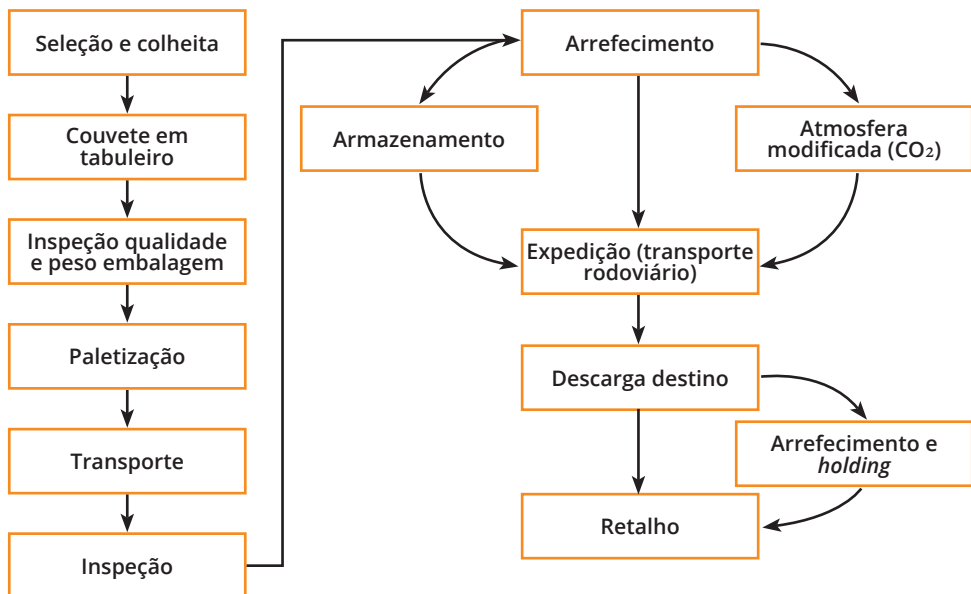 Seleção e colheita
Couvete em
tabuleiro
Inspeção qualidade
e peso embalagem
Paletização
Transporte
Inspeção
Arrefecimento
Armazenamento
Atmosfera
modificada (CO₂)
Expedição (transporte
rodoviário)
Descarga destino
Arrefecimento e
holding
Retalho